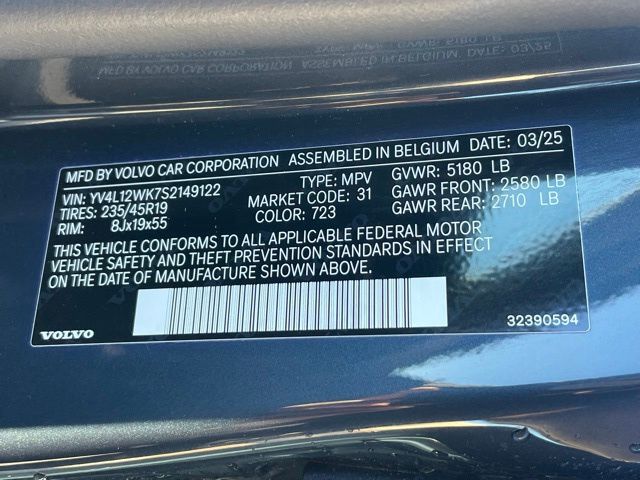 MFD BY VOLVO CAR CORPORATION ASSEMBLED IN BELGIUM DATE: 03/25
VIN: YV4L12WK7S2149122 TYPE: MPV GVWR: 5180 LB
TIRES: 235/45R19 MARKET CODE: 31 GAWR FRONT: 2580 LB
RIM: 8Jx19x55 COLOR: 723 GAWR REAR: 2710 LB
THIS VEHICLE CONFORMS TO ALL APPLICABLE FEDERAL MOTOR
VEHICLE SAFETY AND THEFT PREVENTION STANDARDS IN EFFECT
ON THE DATE OF MANUFACTURE SHOWN ABOVE.
VOLVO 32390594